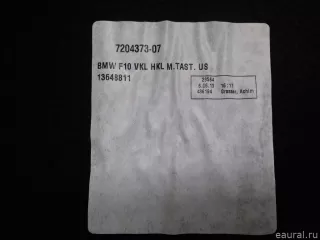 7204373-07
BMW F10 VKL HKL M.TAST. US
13648811
eaural.ru